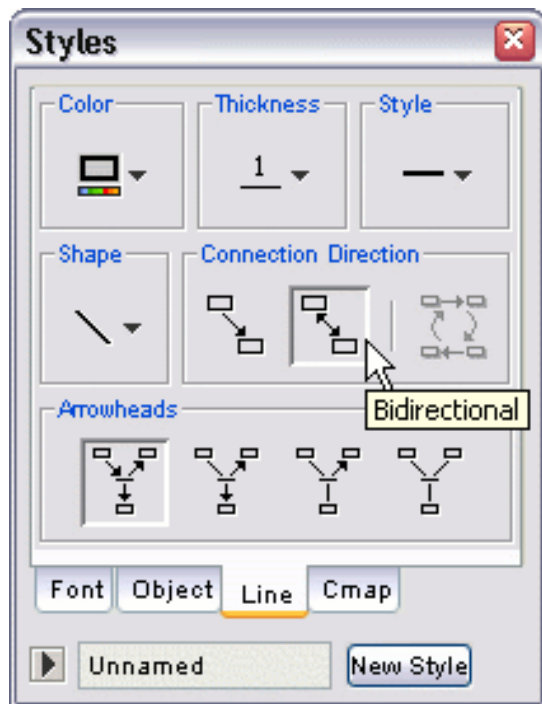 Styles
Color Thickness Style
1
Shape Connection Direction
Bidirectional
Arrowheads
Font Object Line Cmap
Unnamed New Style